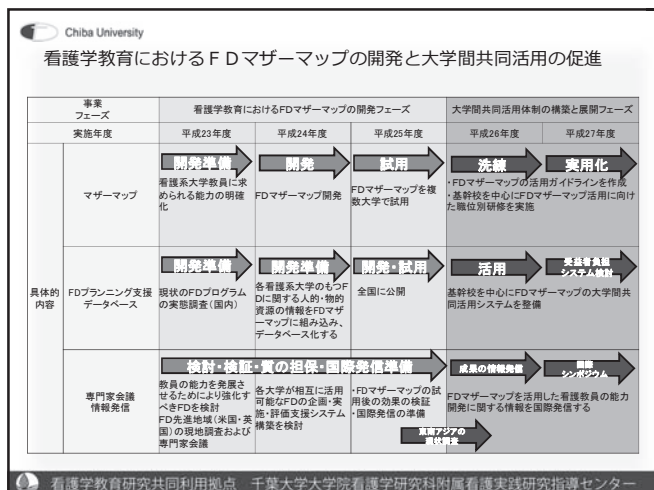 Chiba University
看護学教育におけるＦＤマザーマップの開発と大学間共同活用の促進
事業
フェーズ
看護学教育におけるFDマザーマップの開発フェーズ
大学間共同活用体制の構築と展開フェーズ
実施年度
平成23年度
平成24年度
平成25年度
平成26年度
平成27年度
具体的
内容
マザーマップ
開発準備
開発
試用
洗練
実用化
看護系大学教員に求
められる能力の明確
化
FDマザーマップ開発
FDマザーマップを複
数大学で試用
・FDマザーマップの活用ガイドラインを作成
・基幹校を中心にFDマザーマップ活用に向け
た職位別研修を実施
FDプランニング支援
データベース
開発準備
開発準備
開発・試用
活用
受益者負担
システム検討
現状のFDプログラム
の実態調査（国内）
各看護系大学のもつF
Dに関する人的・物的
資源の情報をFDマザ
ーマップに組み込み、
データベース化する
全国に公開
基幹校を中心にFDマザーマップの大学間共
同活用システムを整備
専門家会議
情報発信
検討・検証・質の担保・国際発信準備
成果の情報発信
国際
シンポジウム
教員の能力を発展さ
せるためにより強化す
べきFDを検討
FD先進地域（米国・英
国）の現地調査および
専門家会議
各大学が相互に活用
可能なFDの企画・実
施・評価支援システム
構築を検討
・FDマザーマップの試
用後の効果の検証
・国際発信の準備
FDマザーマップを活用した看護教員の能力
開発に関する情報を国際発信する
東南アジアの
現状調査
看護学教育研究共同利用拠点　千葉大学大学院看護学研究科附属看護実践研究指導センター